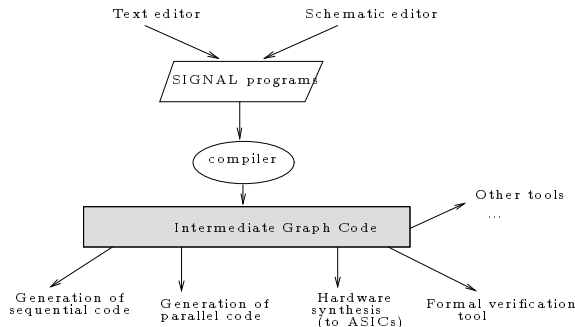 Text editor
Schematic editor
SIGNAL programs
compiler
Intermediate Graph Code
Other tools
...
Generation of
sequential code
Generation of
parallel code
Hardware
synthesis
(to ASICs)
Formal verification
tool